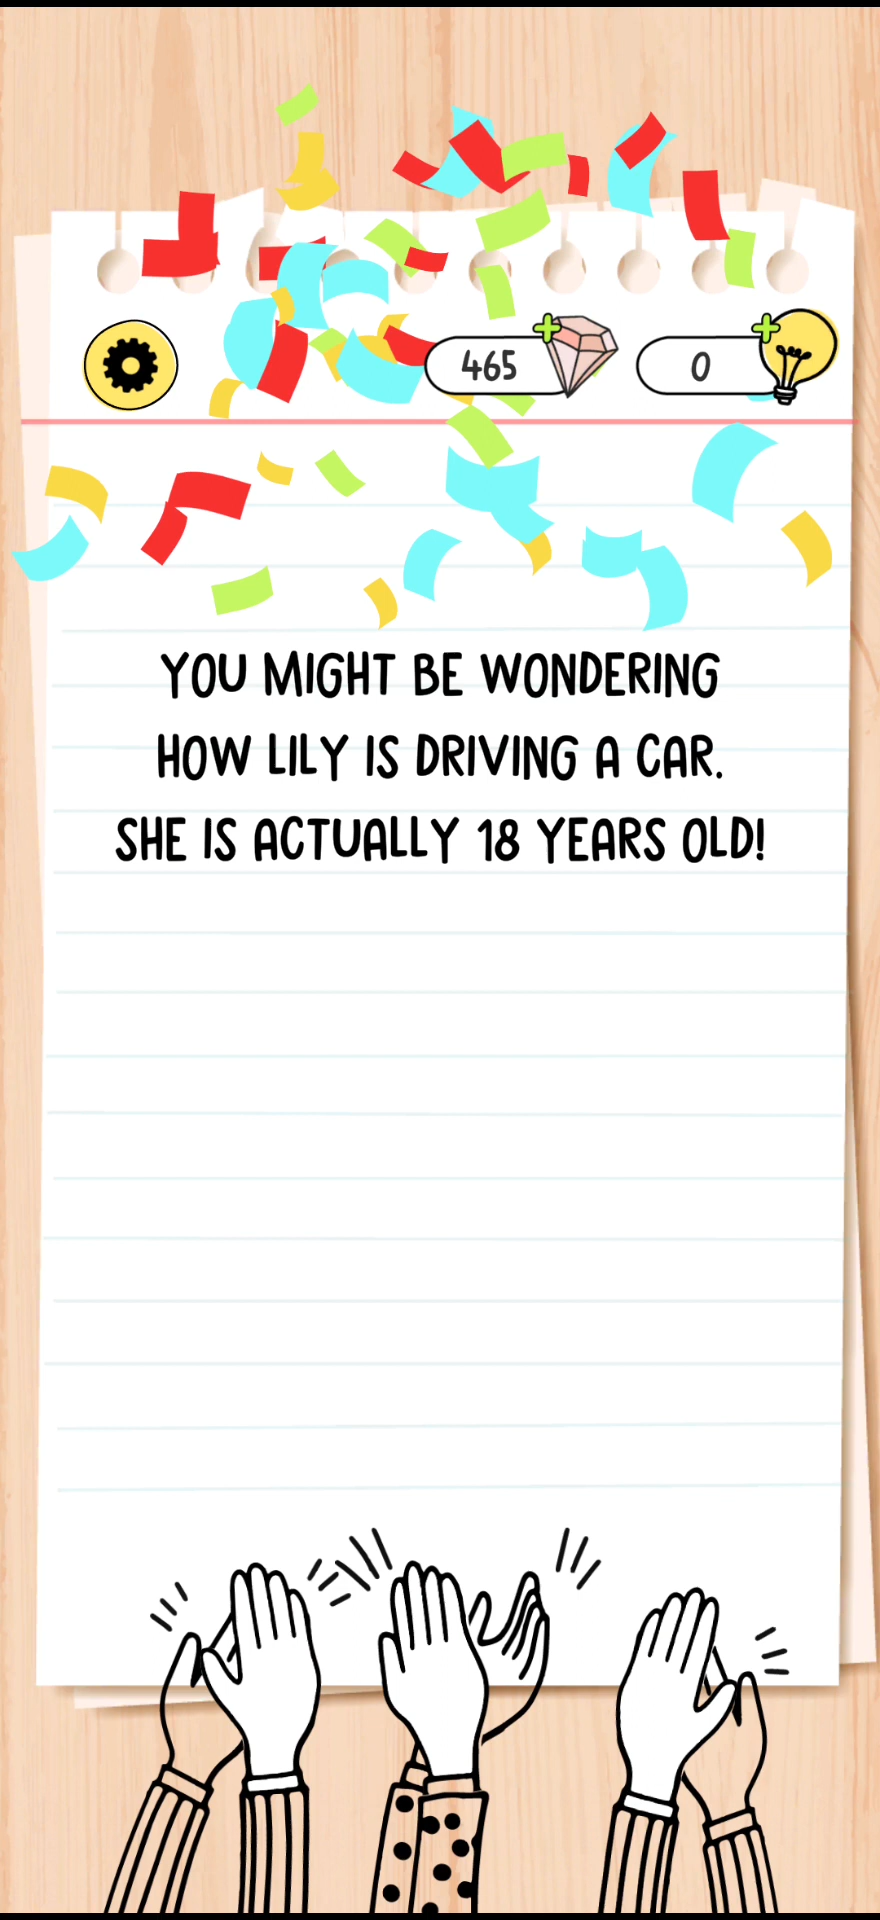 465 0
YOU MIGHT BE WONDERING
HOW LILY IS DRIVING A CAR.
SHE IS ACTUALLY 18 YEARS OLD!